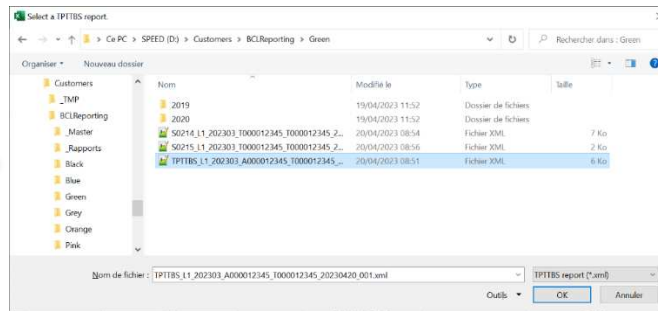 Select a TPTTBS report.
> Ce PC > SPEED (D:) > Customers > BCLReporting > Green
Rechercher dans : Green
Organiser
Nouveau dossier
Customers
_TMP
BCLReporting
_Master
_Rapports
Black
Blue
Green
Grey
Orange
Pink
Nom Modifié le Type Taille
2019 19/04/2023 11:52 Dossier de fichiers
2020 19/04/2023 11:52 Dossier de fichiers
S0214_L1_202303_T000012345_T000012345_2... 20/04/2023 08:54 Fichier XML 7 Ko
S0215_L1_202303_T000012345_T000012345_2... 20/04/2023 08:56 Fichier XML 2 Ko
TPTTBS_L1_202303_A000012345_T000012345_... 20/04/2023 08:51 Fichier XML 6 Ko
Nom de fichier : TPTTBS_L1_202303_A000012345_T000012345_20230420_001.xml
TPTTBS report (*.xml)
Outils
OK
Annuler